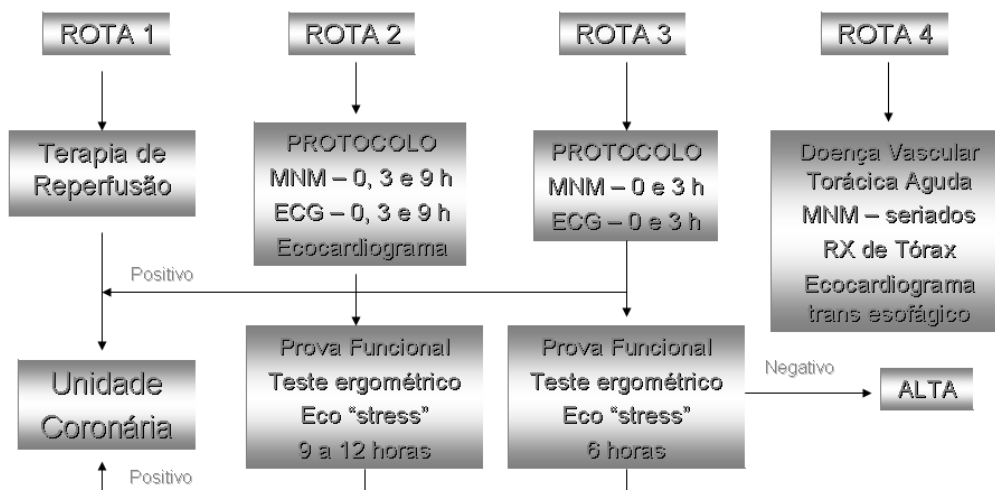 ROTA 1
ROTA 2
ROTA 3
ROTA 4
Terapia de
Reperfusão
PROTOCOLO
MNM – 0, 3 e 9 h
ECG – 0, 3 e 9 h
Ecocardiograma
PROTOCOLO
MNM – 0 e 3 h
ECG – 0 e 3 h
Doença Vascular
Torácica Aguda
MNM – seriados
RX de Tórax
Ecocardiograma
trans esofágico
Positivo
Unidade
Coronária
Prova Funcional
Teste ergométrico
Eco “stress”
9 a 12 horas
Prova Funcional
Teste ergométrico
Eco “stress”
6 horas
Negativo
ALTA
Positivo